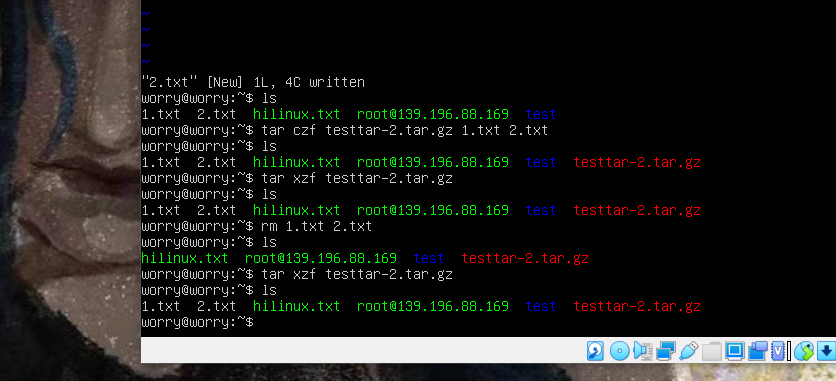 ~
~
~
~
"2.txt" [New] 1L, 4C written
worry@worry:~$ ls
1.txt 2.txt hilinux.txt root@139.196.88.169 test
worry@worry:~$ tar czf testtar-2.tar.gz 1.txt 2.txt
worry@worry:~$ ls
1.txt 2.txt hilinux.txt root@139.196.88.169 test testtar-2.tar.gz
worry@worry:~$ tar xzf testtar-2.tar.gz
worry@worry:~$ ls
1.txt 2.txt hilinux.txt root@139.196.88.169 test testtar-2.tar.gz
worry@worry:~$ rm 1.txt 2.txt
worry@worry:~$ ls
hilinux.txt root@139.196.88.169 test testtar-2.tar.gz
worry@worry:~$ tar xzf testtar-2.tar.gz
worry@worry:~$ ls
1.txt 2.txt hilinux.txt root@139.196.88.169 test testtar-2.tar.gz
worry@worry:~$
V